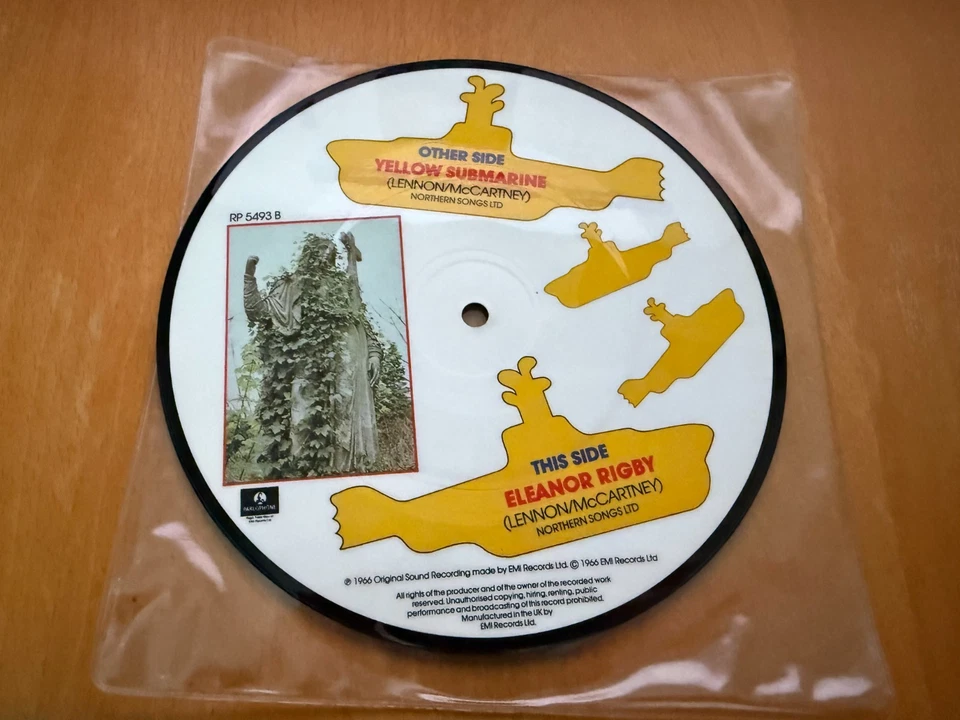 OTHER SIDE
YELLOW SUBMARINE
(LENNON/McCARTNEY)
NORTHERN SONGS LTD
RP 5493 B
THIS SIDE
ELEANOR RIGBY
(LENNON/McCARTNEY)
NORTHERN SONGS LTD
PARLOPHONE
℗ 1966 Original Sound Recording made by EMI Records Ltd. © 1966 EMI Records Ltd
All rights of the producer and of the owner of the recorded work
reserved. Unauthorised copying, hiring, renting, public
performance and broadcasting of this record prohibited.
Manufactured in the UK by
EMI Records Ltd.